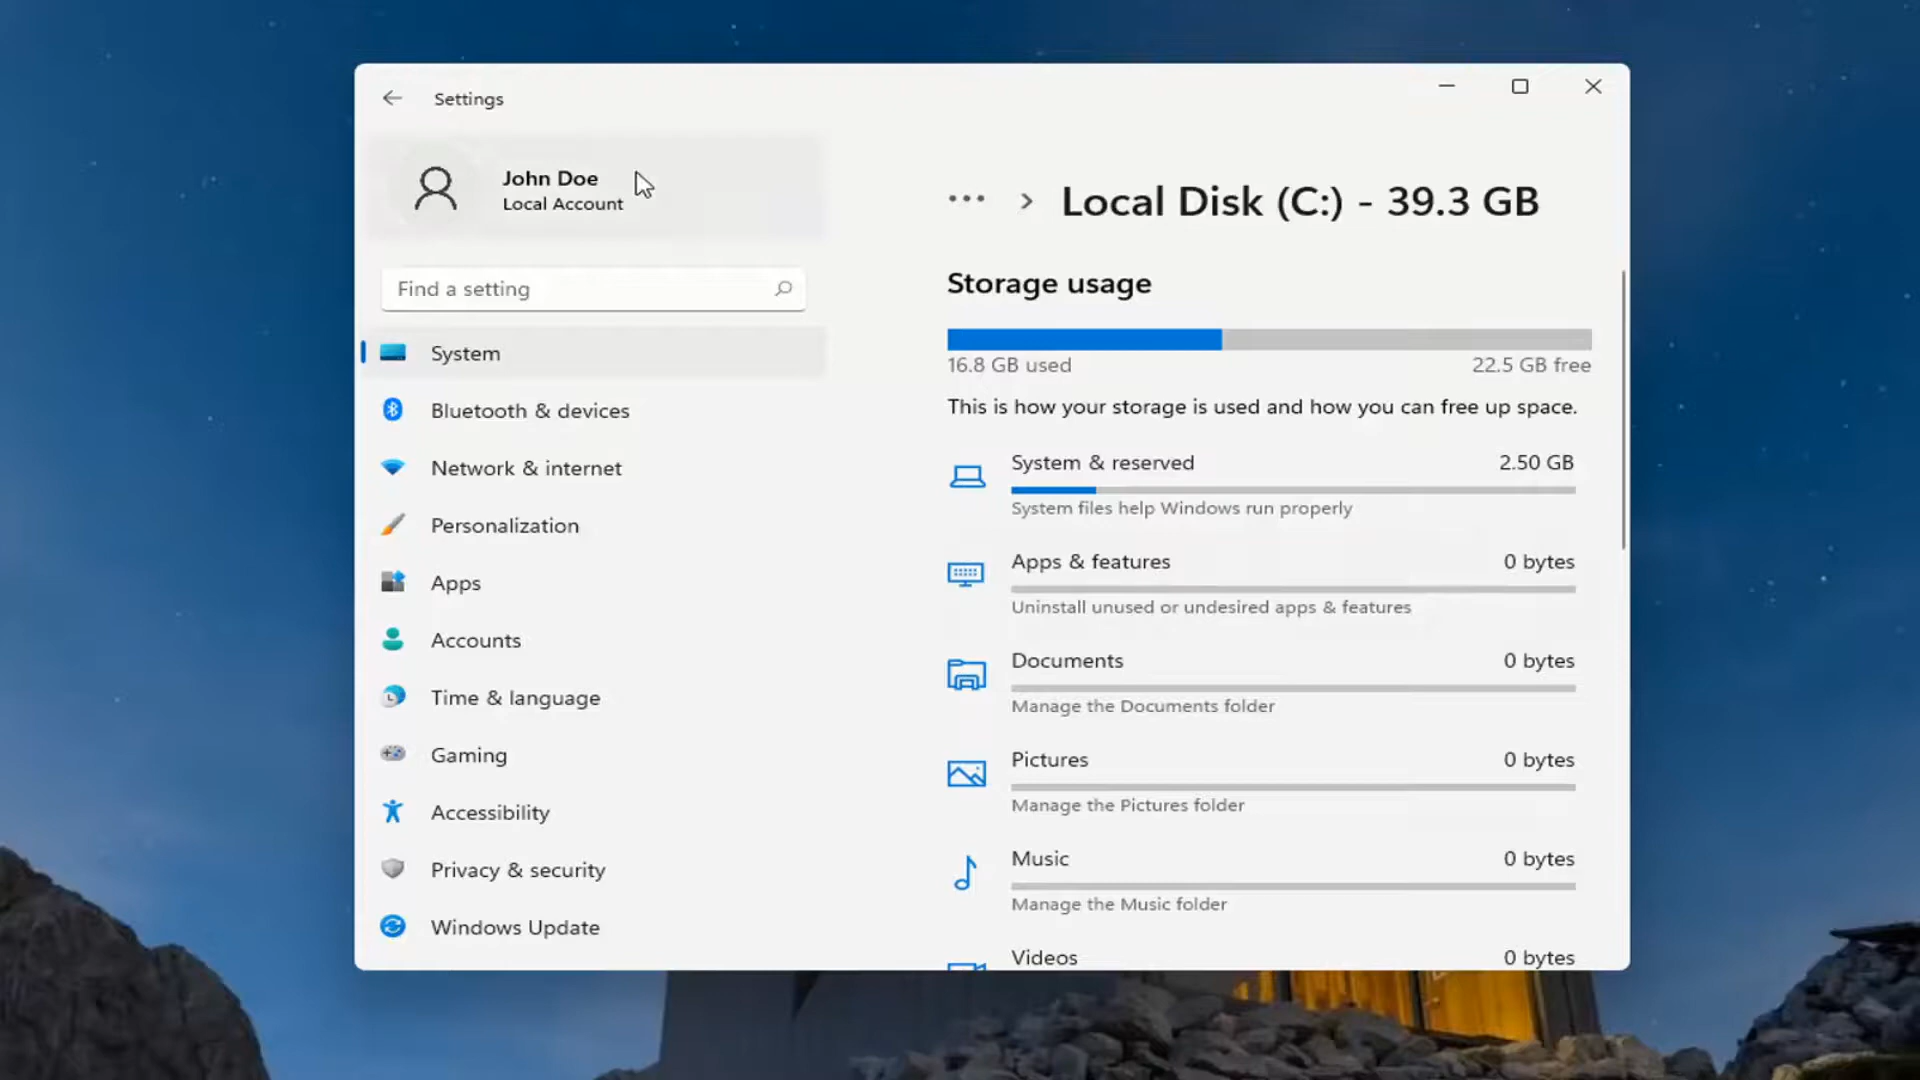 Settings
John Doe
Local Account
Find a setting
System
Bluetooth & devices
Network & internet
Personalization
Apps
Accounts
Time & language
Gaming
Accessibility
Privacy & security
Windows Update
... > Local Disk (C:) - 39.3 GB
Storage usage
16.8 GB used 22.5 GB free
This is how your storage is used and how you can free up space.
System & reserved 2.50 GB
System files help Windows run properly
Apps & features 0 bytes
Uninstall unused or undesired apps & features
Documents 0 bytes
Manage the Documents folder
Pictures 0 bytes
Manage the Pictures folder
Music 0 bytes
Manage the Music folder
Videos 0 bytes